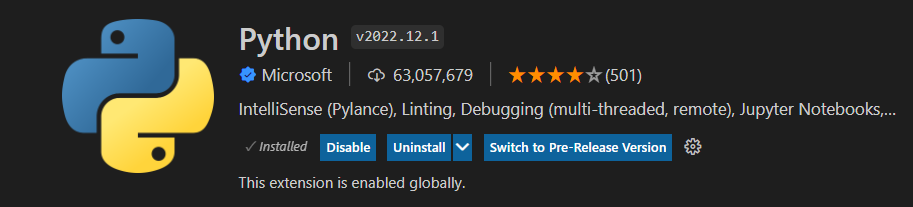 Python v2022.12.1
Microsoft 63,057,679 (501)
IntelliSense (Pylance), Linting, Debugging (multi-threaded, remote), Jupyter Notebooks,...
Installed Disable Uninstall Switch to Pre-Release Version
This extension is enabled globally.